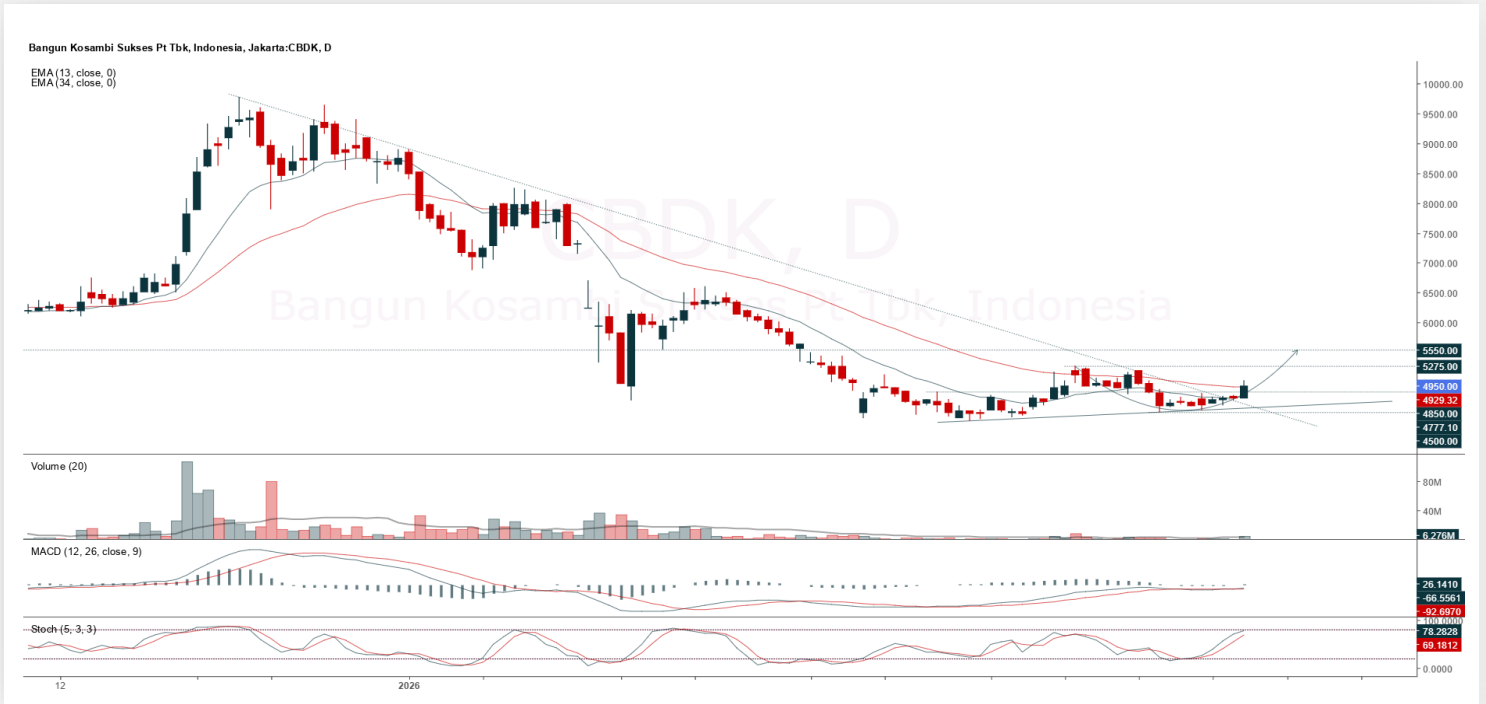 Bangun Kosambi Sukses Pt Tbk, Indonesia, Jakarta:CBDK, D
EMA (13, close, 0)
EMA (34, close, 0)
CBDK, D
Bangun Kosambi Sukses Pt Tbk, Indonesia
10000.00
9500.00
9000.00
8500.00
8000.00
7500.00
7000.00
6500.00
6000.00
5550.00
5275.00
4950.00
4929.32
4850.00
4777.10
4500.00
Volume (20)
80M
40M
6.276M
MACD (12, 26, close, 9)
26.1410
-66.5561
-92.6970
Stoch (5, 3, 3)
100.0000
78.2828
69.1812
0.0000
12
2026